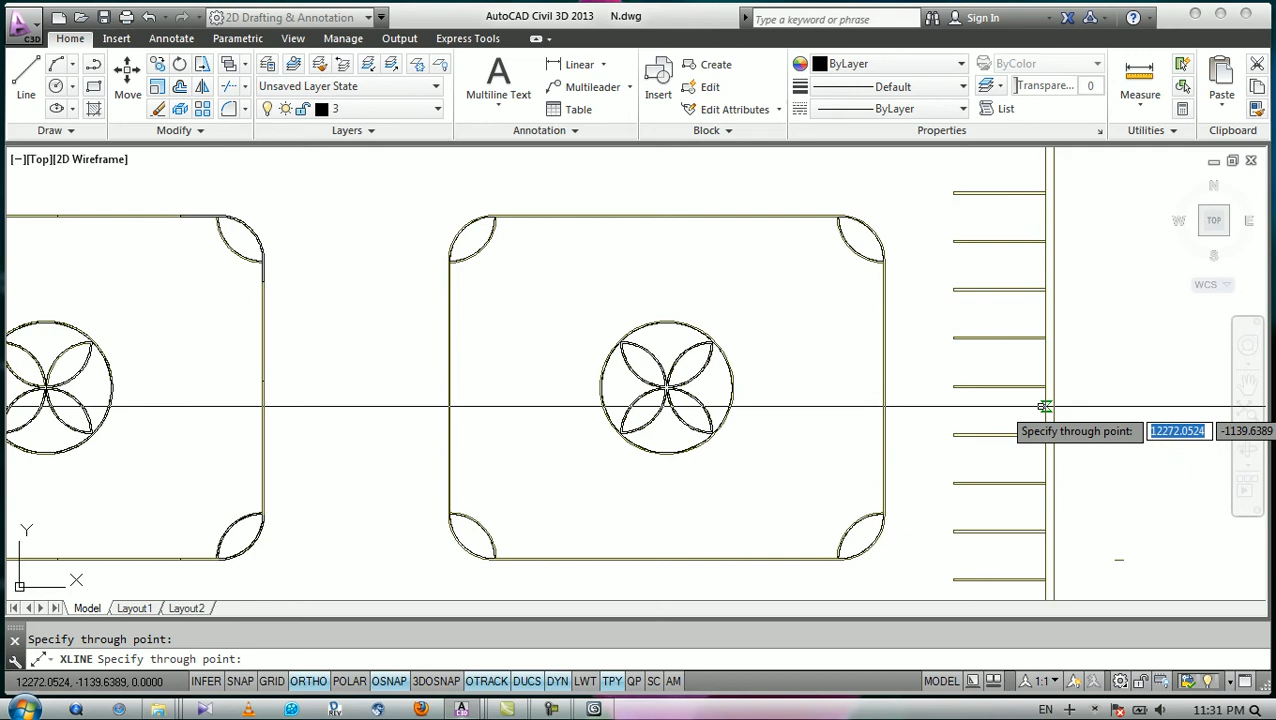 2D Drafting & Annotation
AutoCAD Civil 3D 2013 N.dwg
Type a keyword or phrase
Sign In
C3D
Home Insert Annotate Parametric View Manage Output Express Tools
Line
Move
Unsaved Layer State
3
Multiline Text
Linear
Multileader
Table
Insert
Create
Edit
Edit Attributes
ByLayer
Default
ByLayer
ByColor
Transpare... 0
List
Measure
Paste
Draw Modify Layers Annotation Block Properties Utilities Clipboard
[−][Top][2D Wireframe]
N
W TOP E
S
WCS
Specify through point: 12272.0524 -1139.6389
Y
X
Model Layout1 Layout2
Specify through point:
XLINE Specify through point:
12272.0524, -1139.6389, 0.0000 INFER SNAP GRID ORTHO POLAR OSNAP 3DOSNAP OTRACK DUCS DYN LWT TPY QP SC AM MODEL 1:1
EN 11:31 PM